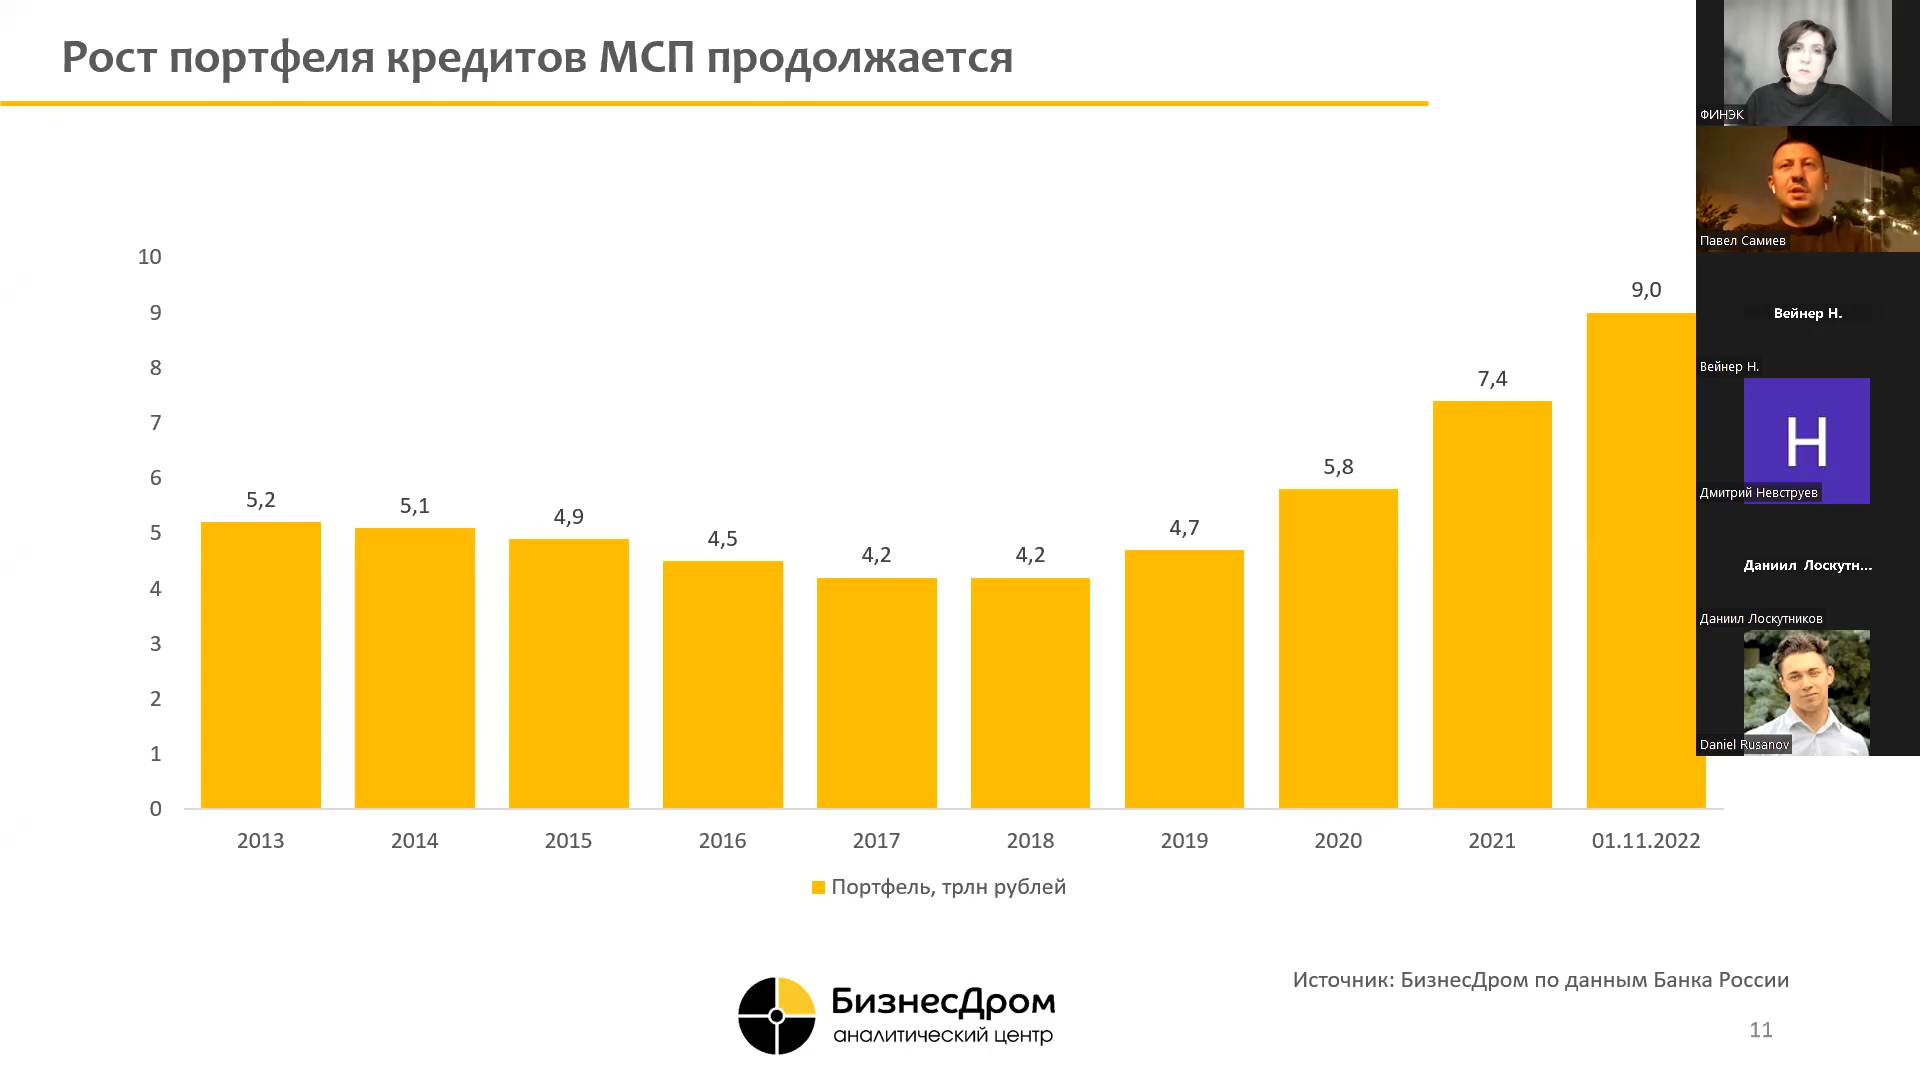 Рост портфеля кредитов МСП продолжается
10
9
8
7
6
5
4
3
2
1
0
5,2
5,1
4,9
4,5
4,2
4,2
4,7
5,8
7,4
9,0
2013
2014
2015
2016
2017
2018
2019
2020
2021
01.11.2022
Портфель, трлн рублей
БизнесДром
аналитический центр
Источник: БизнесДром по данным Банка России
11
ФИНЭК
Павел Самиев
Вейнер Н.
Вейнер Н.
H
Дмитрий Невструев
Даниил Лоскутн...
Даниил Лоскутников
Daniel Rusanov